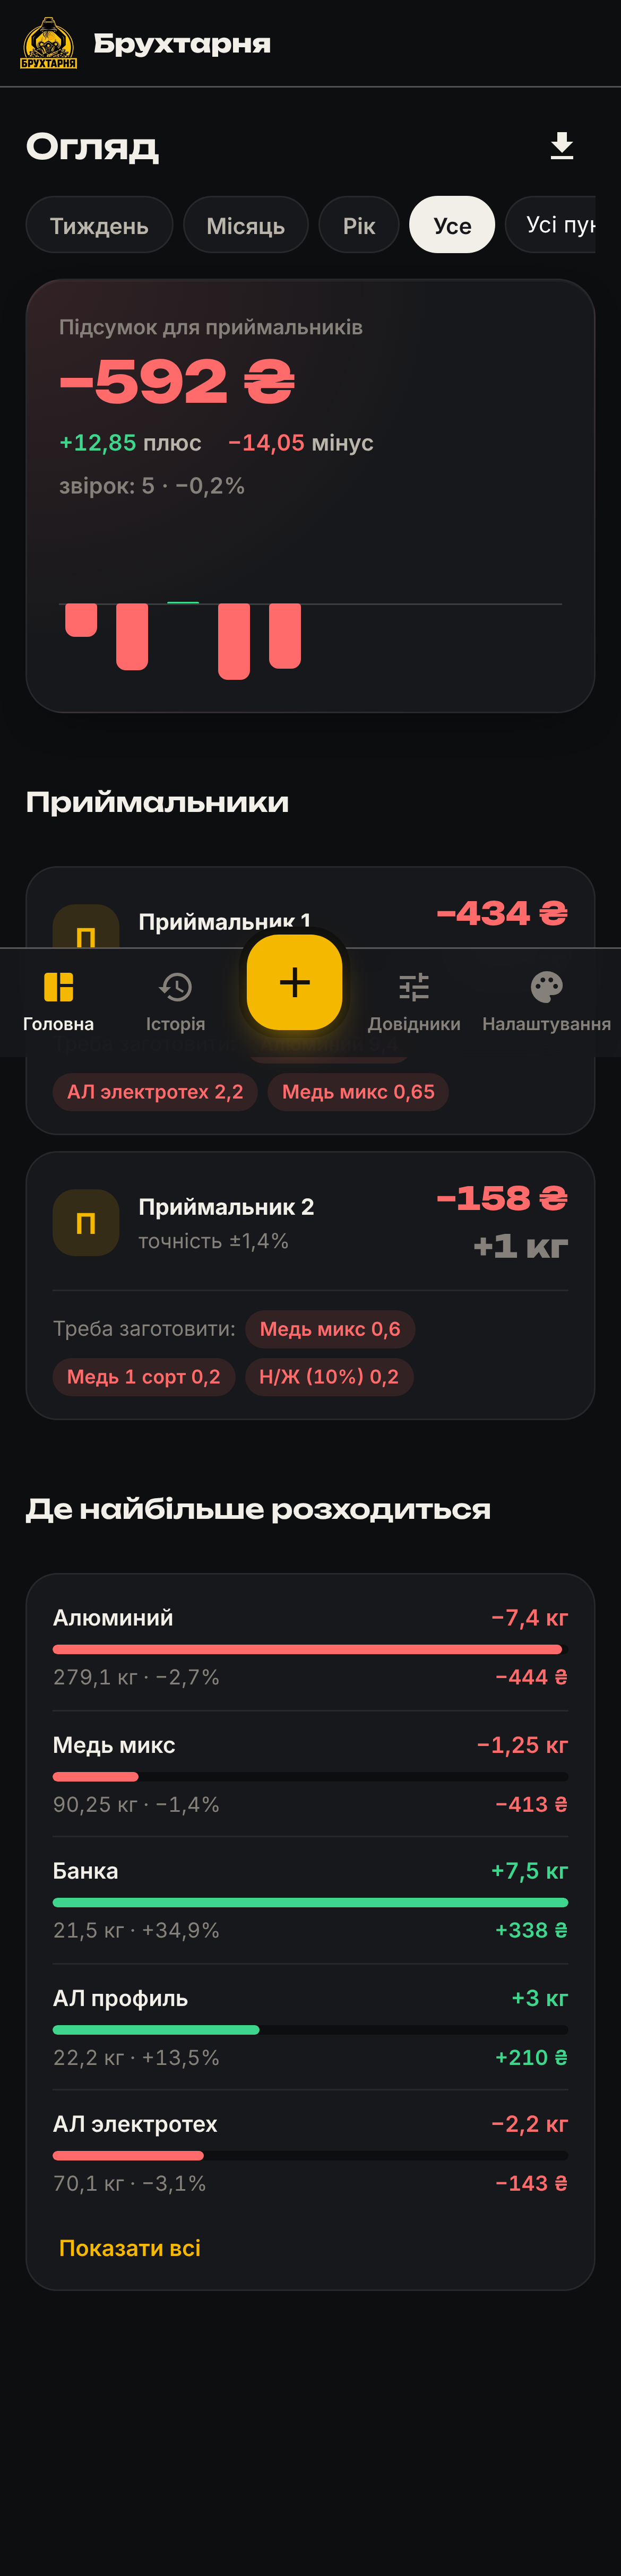 БРУХТАРНЯ
Брухтарня
Огляд
Тиждень Місяць Рік Усе Усі пун
Підсумок для приймальників
−592 ₴
+12,85 плюс −14,05 мінус
звірок: 5 · −0,2%
Приймальники
П Приймальник 1 −434 ₴
+
Головна Історія Довідники Налаштування
АЛ электротех 2,2 Медь микс 0,65
П Приймальник 2 −158 ₴
точність ±1,4% +1 кг
Треба заготовити: Медь микс 0,6
Медь 1 сорт 0,2 Н/Ж (10%) 0,2
Де найбільше розходиться
Алюминий −7,4 кг
279,1 кг · −2,7% −444 ₴
Медь микс −1,25 кг
90,25 кг · −1,4% −413 ₴
Банка +7,5 кг
21,5 кг · +34,9% +338 ₴
АЛ профиль +3 кг
22,2 кг · +13,5% +210 ₴
АЛ электротех −2,2 кг
70,1 кг · −3,1% −143 ₴
Показати всі